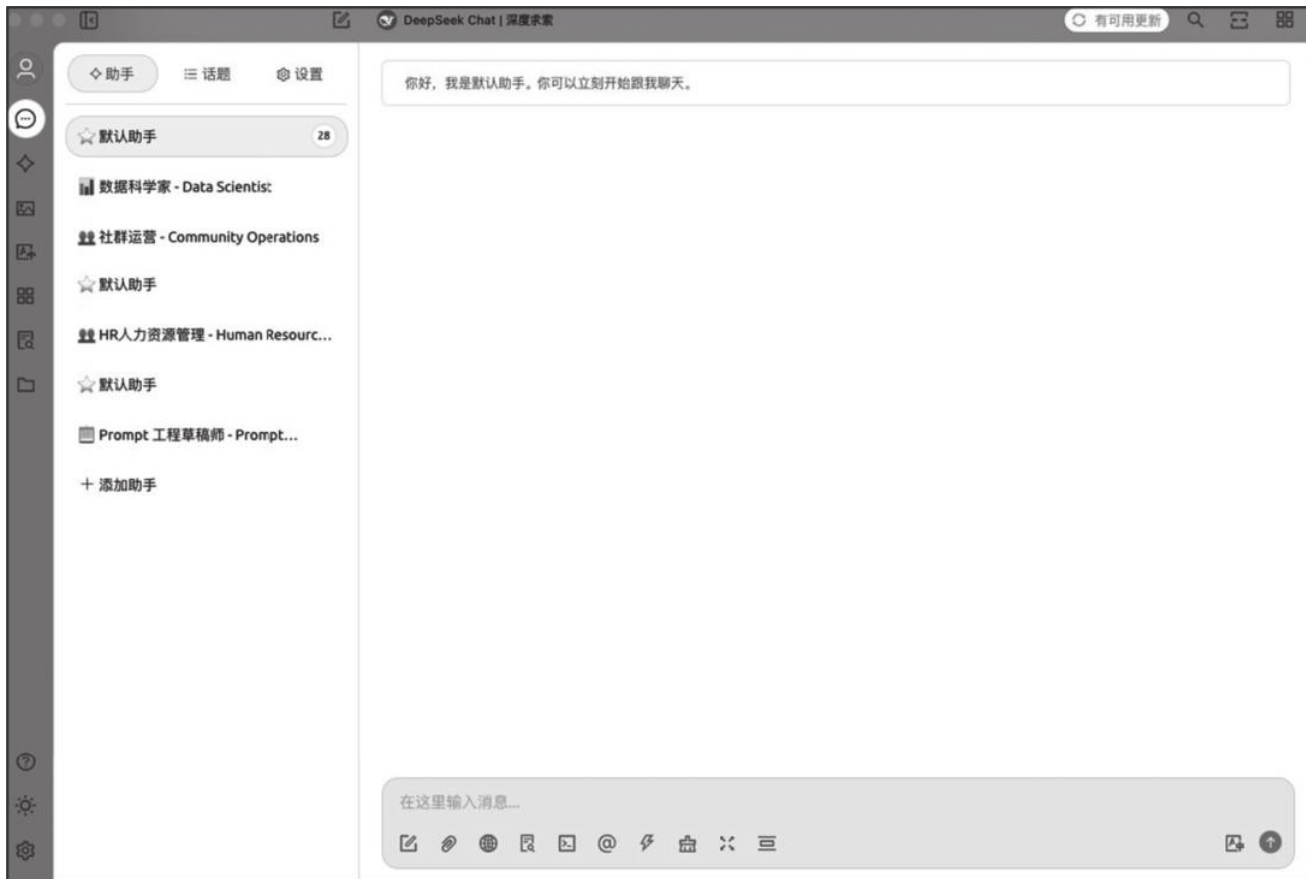 DeepSeek Chat | 深度求索
有可用更新
助手
话题
设置
你好，我是默认助手。你可以立刻开始跟我聊天。
默认助手
28
数据科学家 - Data Scientist
社群运营 - Community Operations
默认助手
HR人力资源管理 - Human Resourc...
默认助手
Prompt 工程草稿师 - Prompt...
+ 添加助手
在这里输入消息...